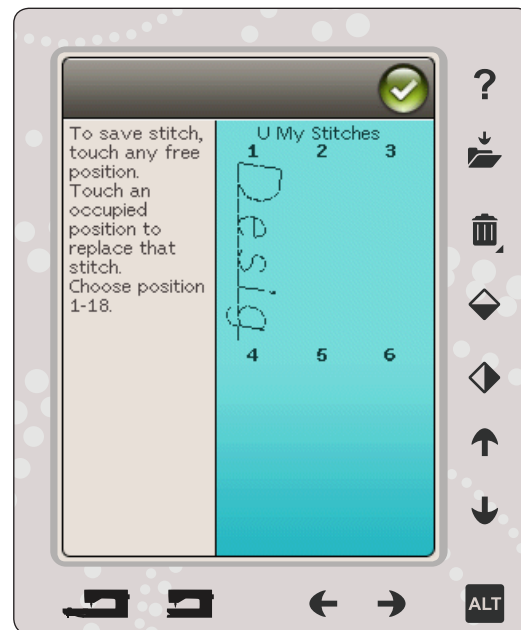 To save stitch,
touch any free
position.
Touch an
occupied
position to
replace that
stitch.
Choose position
1-18.
U My Stitches
1 2 3
Desig
4 5 6
?
ALT